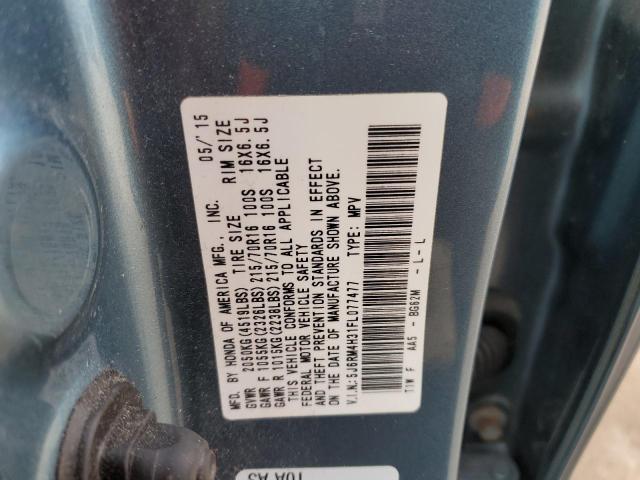 MFD. BY HONDA OF AMERICA MFG., INC. 05/'15
GVWR 2050KG(4519LBS) TIRE SIZE RIM SIZE
GAWR F 1055KG(2326LBS) 215/70R16 100S 16X6.5J
GAWR R 1015KG(2238LBS) 215/70R16 100S 16X6.5J
THIS VEHICLE CONFORMS TO ALL APPLICABLE
FEDERAL MOTOR VEHICLE SAFETY
AND THEFT PREVENTION STANDARDS IN EFFECT
ON THE DATE OF MANUFACTURE SHOWN ABOVE.
V.I.N.:5J6RM4H31FL077477 TYPE: MPV
T1W F AA5 - BG62M - L - L